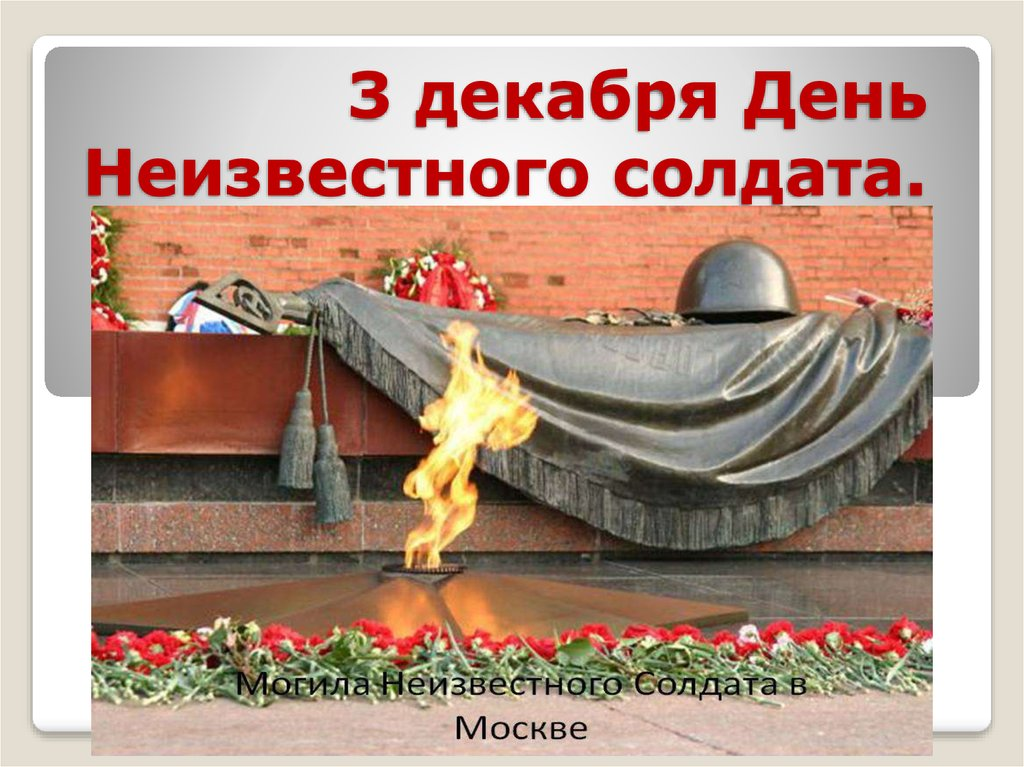 3 декабря День
Неизвестного солдата.
Могила Неизвестного Солдата в
Москве